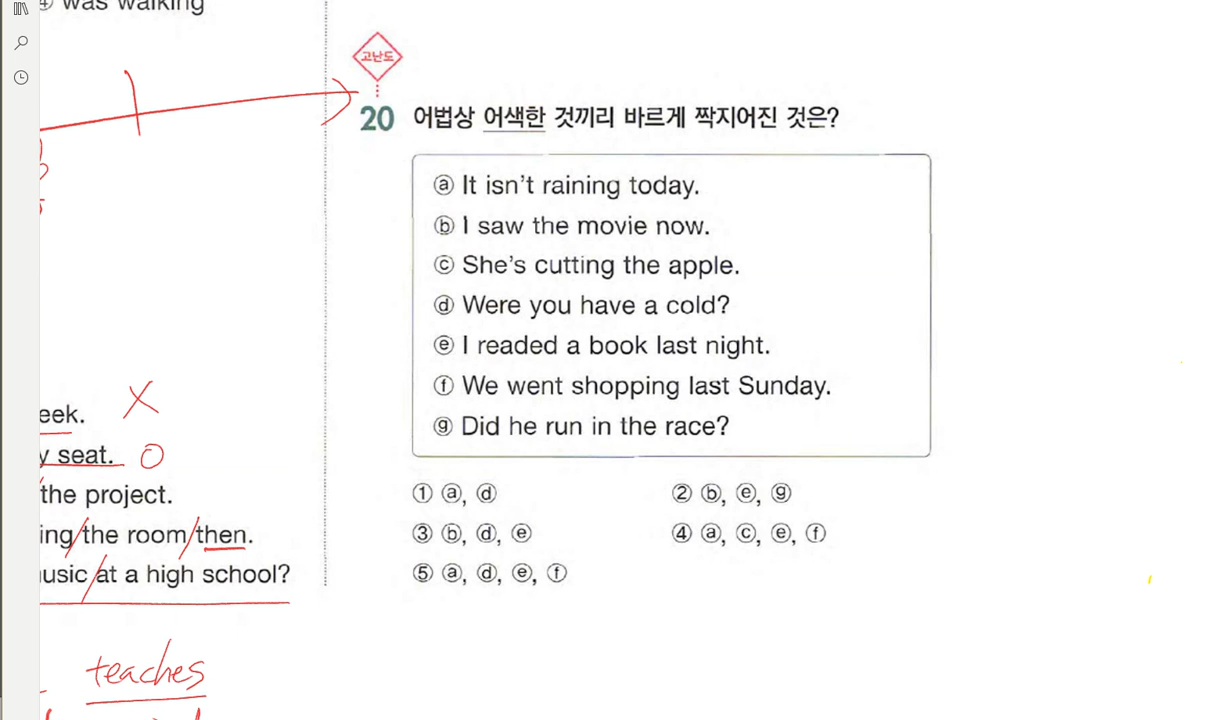 ④ was walking
고난도
20 어법상 어색한 것끼리 바르게 짝지어진 것은?
ⓐ It isn't raining today.
ⓑ I saw the movie now.
ⓒ She's cutting the apple.
ⓓ Were you have a cold?
ⓔ I readed a book last night.
ⓕ We went shopping last Sunday.
ⓖ Did he run in the race?
① ⓐ, ⓓ
② ⓑ, ⓔ, ⓖ
③ ⓑ, ⓓ, ⓔ
④ ⓐ, ⓒ, ⓔ, ⓕ
⑤ ⓐ, ⓓ, ⓔ, ⓕ
eek. X
y seat. O
the project.
ing/the room/then.
usic/at a high school?
teaches